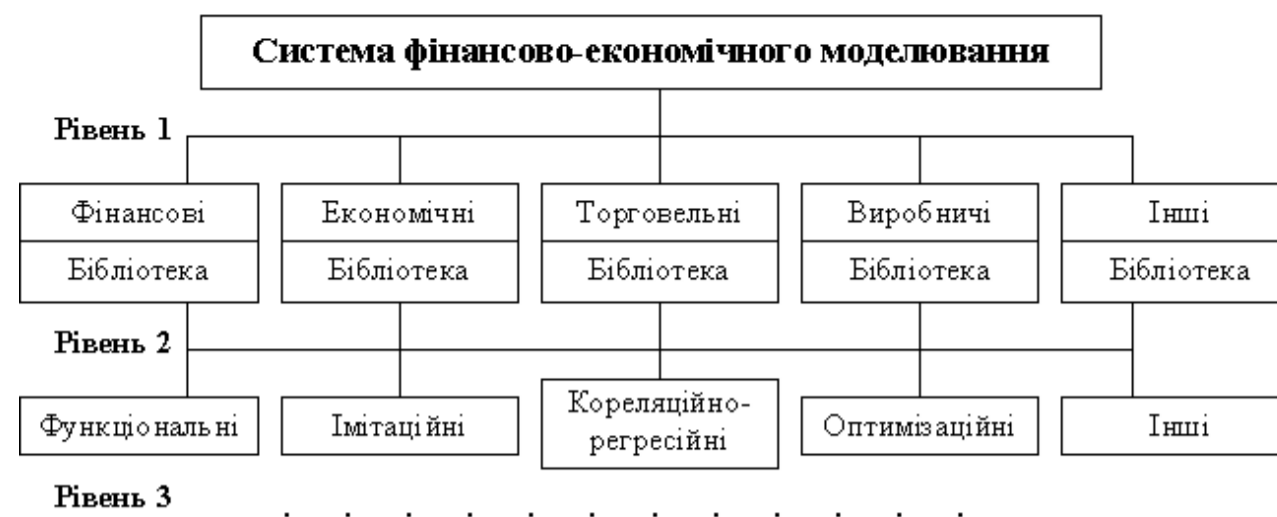 Система фінансово-економічного моделювання
Рівень 1
Фінансові
Економічні
Торговельні
Виробничі
Інші
Бібліотека
Бібліотека
Бібліотека
Бібліотека
Бібліотека
Рівень 2
Функціональні
Імітаційні
Кореляційно-
регресійні
Оптимізаційні
Інші
Рівень 3
. . . . . . . . . . . .